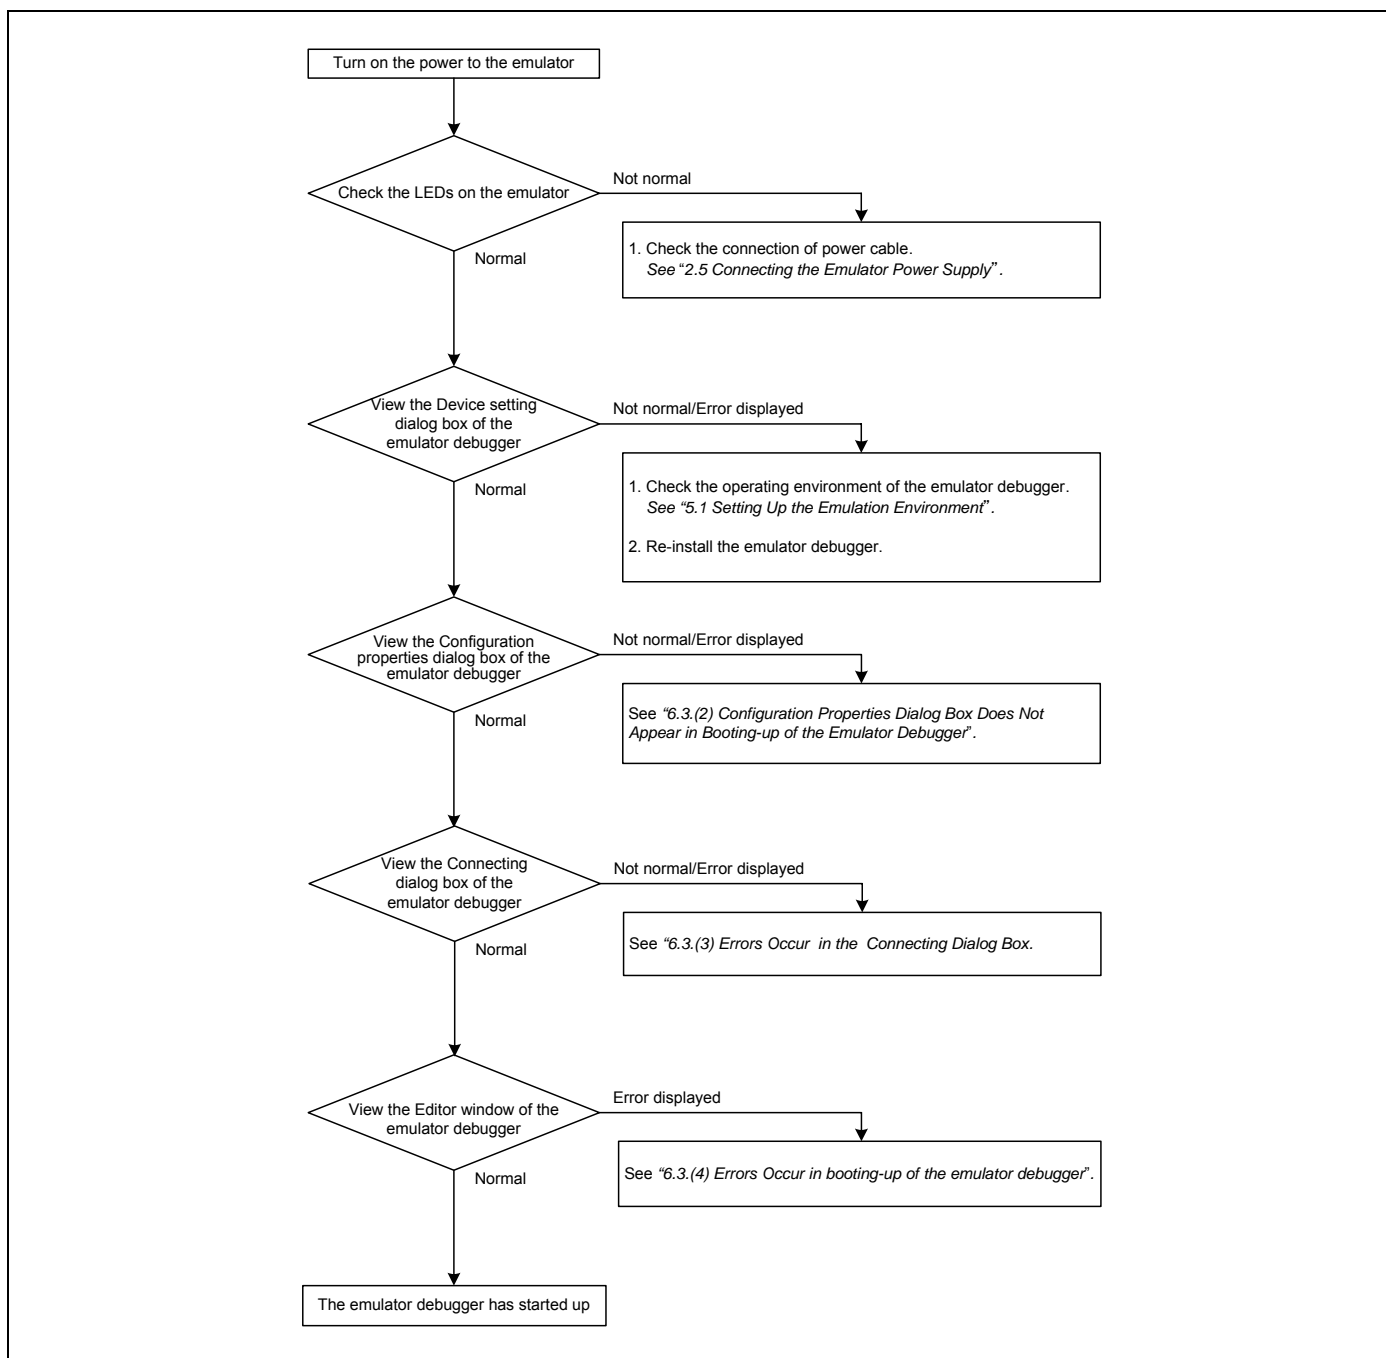 Turn on the power to the emulator
Check the LEDs on the emulator
Not normal
Normal
1. Check the connection of power cable.
See “2.5 Connecting the Emulator Power Supply”.
View the Device setting
dialog box of the
emulator debugger
Not normal/Error displayed
Normal
1. Check the operating environment of the emulator debugger.
See “5.1 Setting Up the Emulation Environment”.
2. Re-install the emulator debugger.
View the Configuration
properties dialog box of the
emulator debugger
Not normal/Error displayed
Normal
See “6.3.(2) Configuration Properties Dialog Box Does Not
Appear in Booting-up of the Emulator Debugger”.
View the Connecting
dialog box of the
emulator debugger
Not normal/Error displayed
Normal
See “6.3.(3) Errors Occur in the Connecting Dialog Box.
View the Editor window of the
emulator debugger
Error displayed
Normal
See “6.3.(4) Errors Occur in booting-up of the emulator debugger”.
The emulator debugger has started up